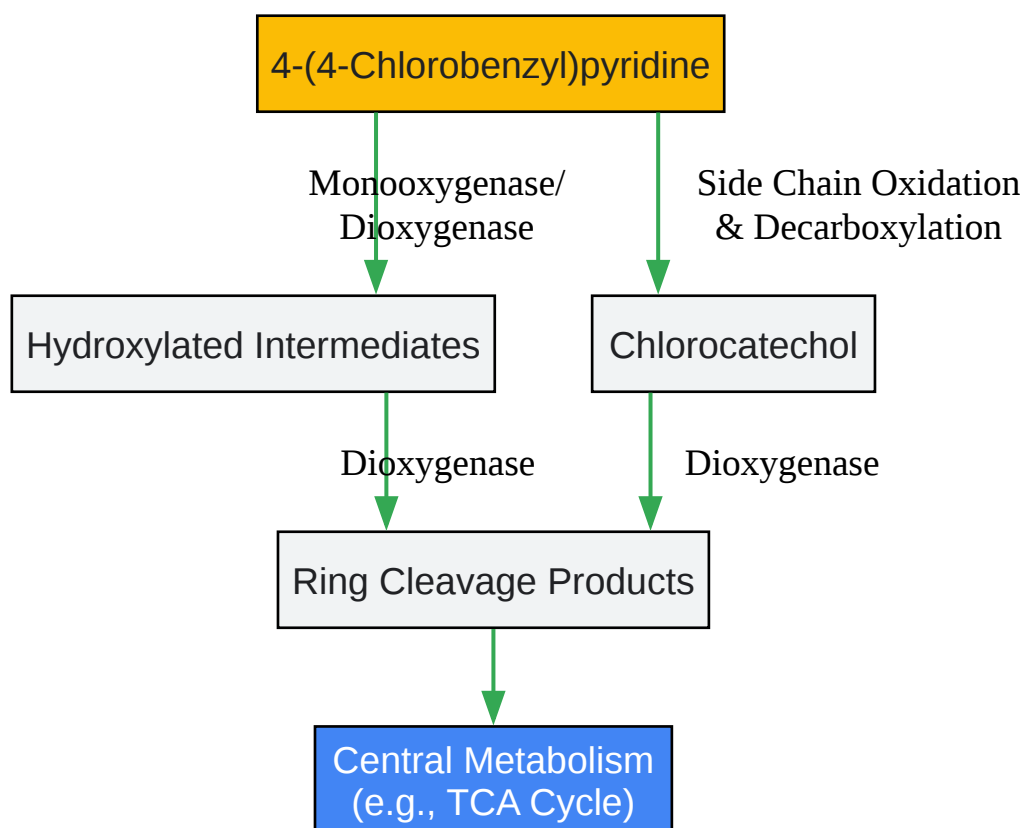 4-(4-Chlorobenzyl)pyridine
Monooxygenase/
Dioxygenase
Side Chain Oxidation
& Decarboxylation
Hydroxylated Intermediates
Chlorocatechol
Dioxygenase
Dioxygenase
Ring Cleavage Products
Central Metabolism
(e.g., TCA Cycle)